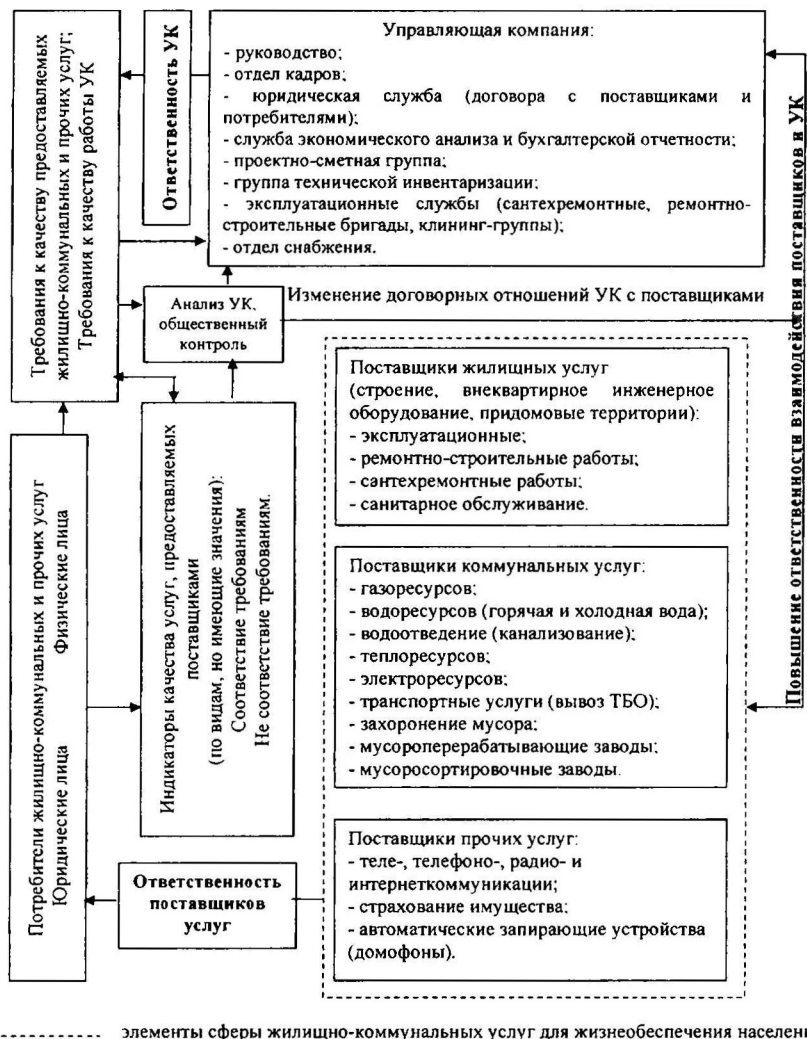 Требования к качеству предоставляемых
жилищно-коммунальных и прочих услуг;
Требования к качеству работы УК
Ответственность УК
Управляющая компания:
- руководство;
- отдел кадров;
- юридическая служба (договора с поставщиками и
потребителями);
- служба экономического анализа и бухгалтерской отчетности;
- проектно-сметная группа;
- группа технической инвентаризации;
- эксплуатационные службы (сантехремонтные, ремонтно-
строительные бригады, клининг-группы);
- отдел снабжения.
Анализ УК,
общественный
контроль
Изменение договорных отношений УК с поставщиками
Повышение ответственности взаимодействия поставщиков и УК
Потребители жилищно-коммунальных и прочих услуг
Юридические лица Физические лица
Индикаторы качества услуг, предоставляемых
поставщиками
(по видам, но имеющие значения):
Соответствие требованиям
Не соответствие требованиям.
Поставщики жилищных услуг
(строение, внеквартирное инженерное
оборудование, придомовые территории):
- эксплуатационные;
- ремонтно-строительные работы;
- сантехремонтные работы;
- санитарное обслуживание.
Поставщики коммунальных услуг:
- газоресурсов;
- водоресурсов (горячая и холодная вода);
- водоотведение (канализование);
- теплоресурсов;
- электроресурсов;
- транспортные услуги (вывоз ТБО);
- захоронение мусора;
- мусороперерабатывающие заводы;
- мусоросортировочные заводы.
Поставщики прочих услуг:
- теле-, телефоно-, радио- и
интернеткоммуникации;
- страхование имущества;
- автоматические запирающие устройства
(домофоны).
Ответственность
поставщиков
услуг
элементы сферы жилищно-коммунальных услуг для жизнеобеспечения населени